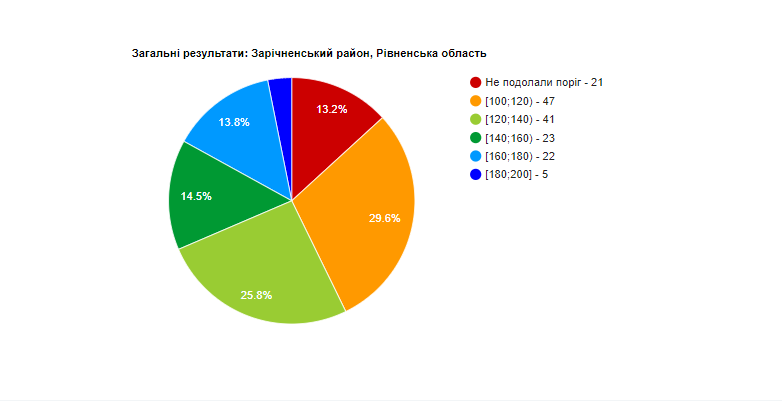 Загальні результати: Зарічненський район, Рівненська область
Не подолали поріг - 21
[100;120) - 47
[120;140) - 41
[140;160) - 23
[160;180) - 22
[180;200] - 5
13.2%
29.6%
25.8%
14.5%
13.8%